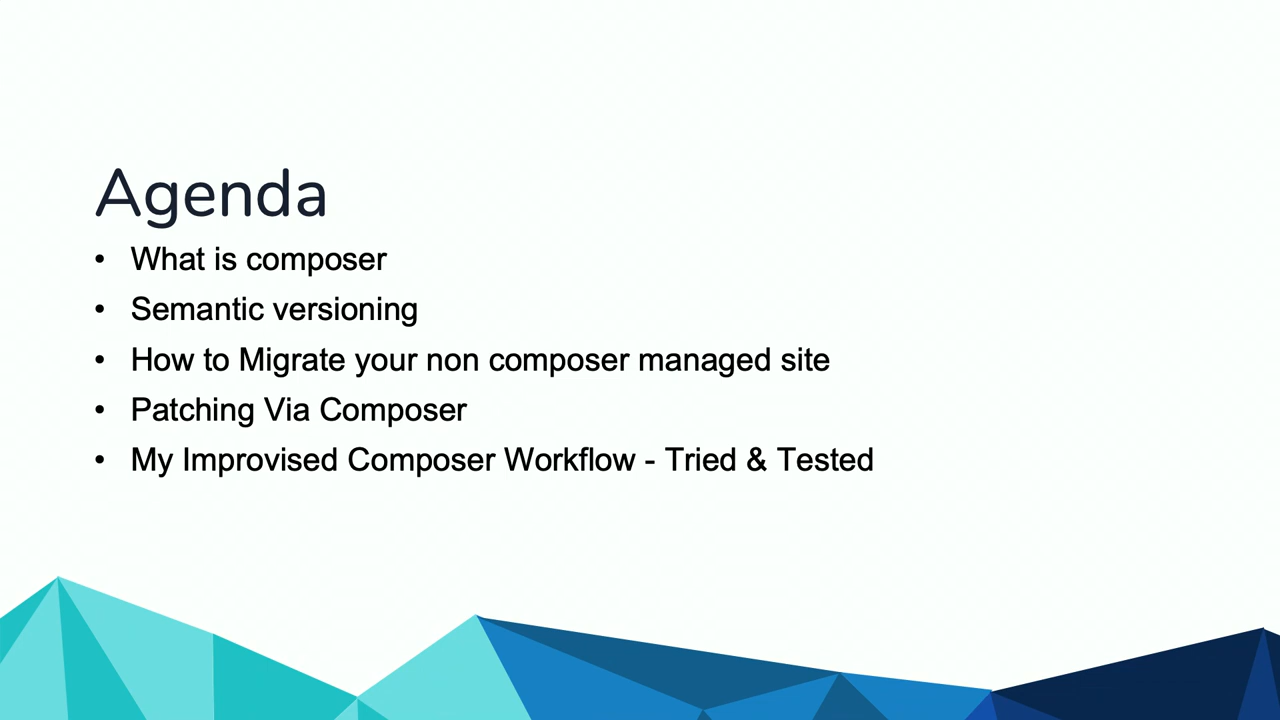 Agenda
• What is composer
• Semantic versioning
• How to Migrate your non composer managed site
• Patching Via Composer
• My Improvised Composer Workflow - Tried & Tested